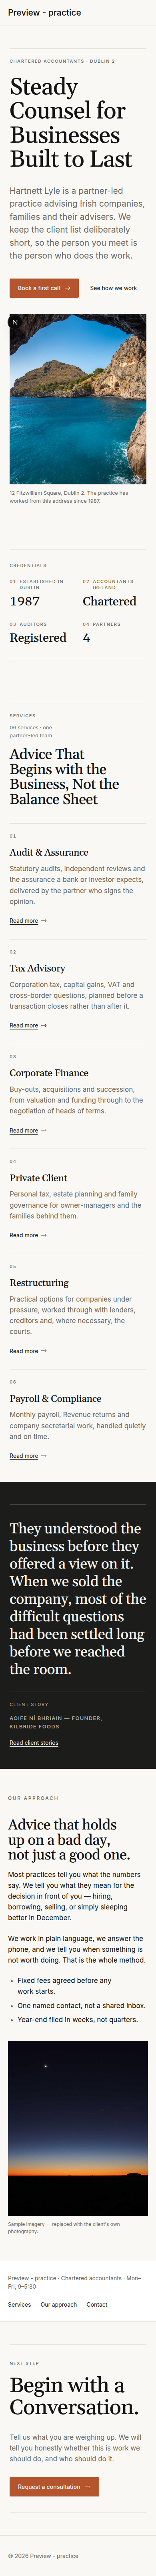 Preview - practice
CHARTERED ACCOUNTANTS · DUBLIN 2
Steady
Counsel for
Businesses
Built to Last
Hartnett Lyle is a partner-led
practice advising Irish companies,
families and their advisers. We
keep the client list deliberately
short, so the person you meet is
the person who does the work.
Book a first call →
See how we work
N
12 Fitzwilliam Square, Dublin 2. The practice has
worked from this address since 1987.
CREDENTIALS
01 ESTABLISHED IN
DUBLIN
1987
02 ACCOUNTANTS
IRELAND
Chartered
03 AUDITORS
Registered
04 PARTNERS
4
SERVICES
06 services · one
partner-led team
Advice That
Begins with the
Business, Not the
Balance Sheet
01
Audit & Assurance
Statutory audits, independent reviews and
the assurance a bank or investor expects,
delivered by the partner who signs the
opinion.
Read more →
02
Tax Advisory
Corporation tax, capital gains, VAT and
cross-border questions, planned before a
transaction closes rather than after it.
Read more →
03
Corporate Finance
Buy-outs, acquisitions and succession,
from valuation and funding through to the
negotiation of heads of terms.
Read more →
04
Private Client
Personal tax, estate planning and family
governance for owner-managers and the
families behind them.
Read more →
05
Restructuring
Practical options for companies under
pressure, worked through with lenders,
creditors and, where necessary, the
courts.
Read more →
06
Payroll & Compliance
Monthly payroll, Revenue returns and
company secretarial work, handled quietly
and on time.
Read more →
They understood the
business before they
offered a view on it.
When we sold the
company, most of the
difficult questions
had been settled long
before we reached
the room.
CLIENT STORY
AOIFE NÍ BHRIAIN — FOUNDER,
KILBRIDE FOODS
Read client stories
OUR APPROACH
Advice that holds
up on a bad day,
not just a good one.
Most practices tell you what the numbers
say. We tell you what they mean for the
decision in front of you — hiring,
borrowing, selling, or simply sleeping
better in December.
We work in plain language, we answer the
phone, and we tell you when something is
not worth doing. That is the whole method.
• Fixed fees agreed before any
work starts.
• One named contact, not a shared inbox.
• Year-end filed in weeks, not quarters.
Sample imagery — replaced with the client's own
photography.
Preview - practice · Chartered accountants · Mon–
Fri, 9–5:30
Services Our approach Contact
NEXT STEP
Begin with a
Conversation.
Tell us what you are weighing up. We will
tell you honestly whether this is work we
should do, and who should do it.
Request a consultation →
© 2026 Preview - practice